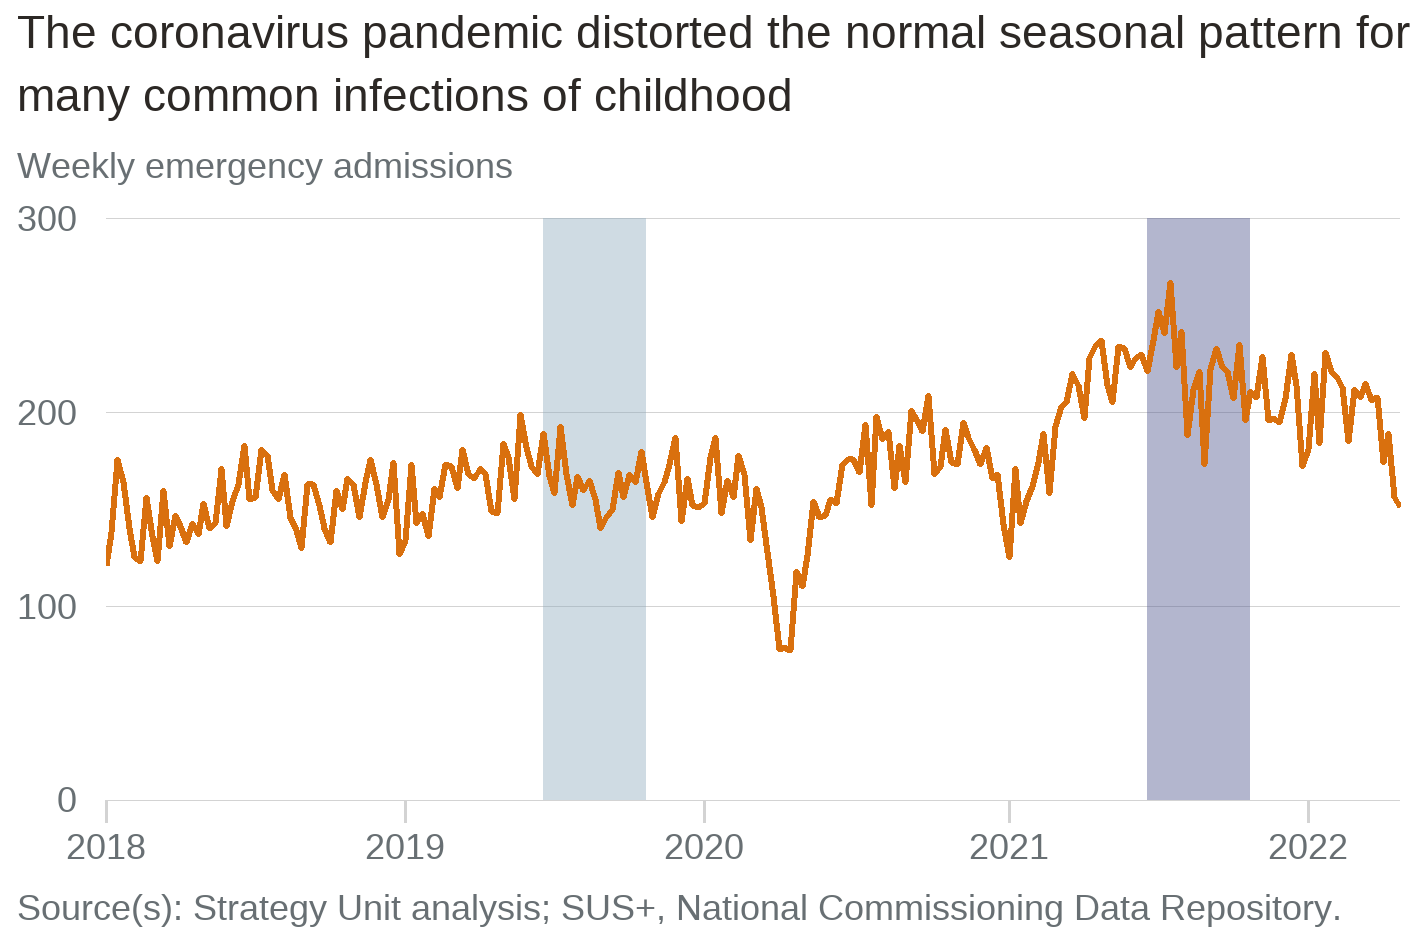 The coronavirus pandemic distorted the normal seasonal pattern for
many common infections of childhood
Weekly emergency admissions
300
200
100
0
2018 2019 2020 2021 2022
Source(s): Strategy Unit analysis; SUS+, National Commissioning Data Repository.